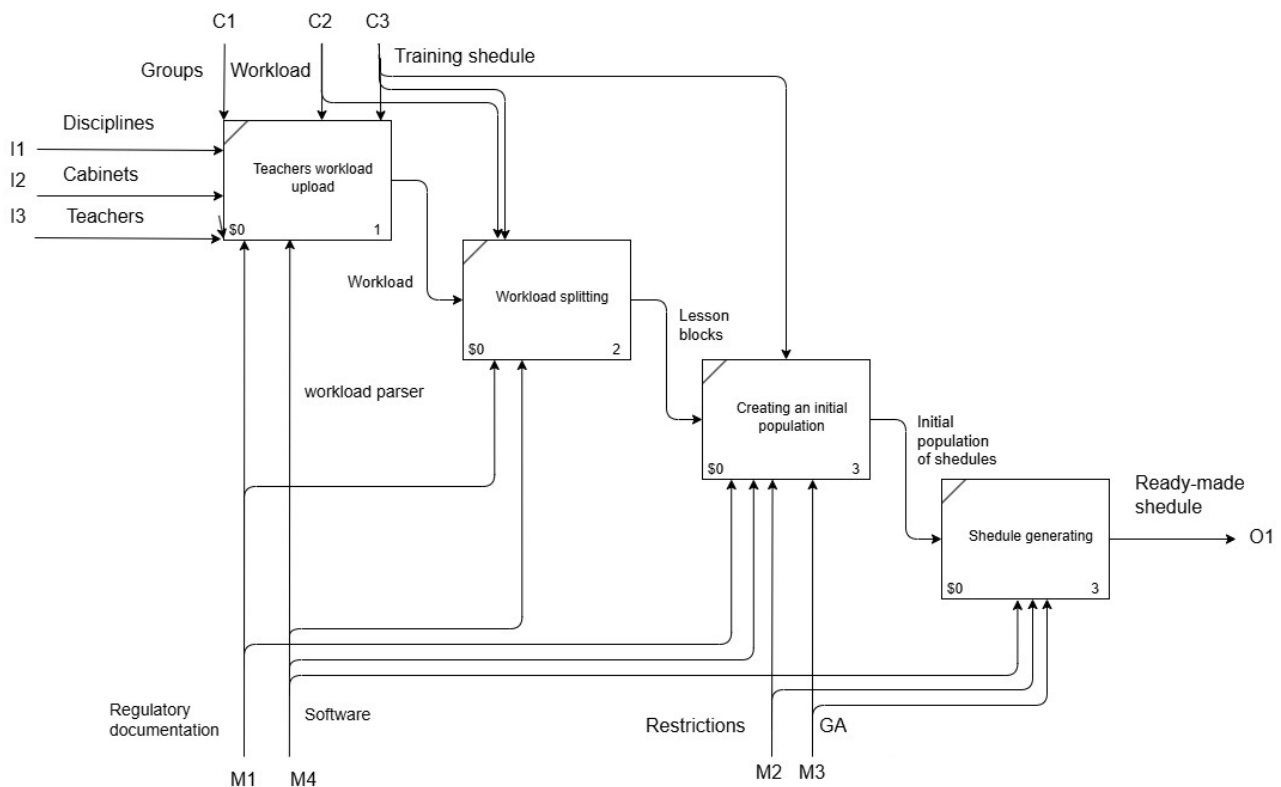 C1
C2
C3
Groups
Workload
Training shedule
Disciplines
I1
Cabinets
I2
Teachers
I3
Teachers workload
upload
$0
1
Workload
Workload splitting
$0
2
Lesson
blocks
workload parser
Creating an initial
population
$0
3
Initial
population
of shedules
Ready-made
shedule
Shedule generating
O1
$0
3
Regulatory
documentation
Software
Restrictions
GA
M1
M4
M2
M3